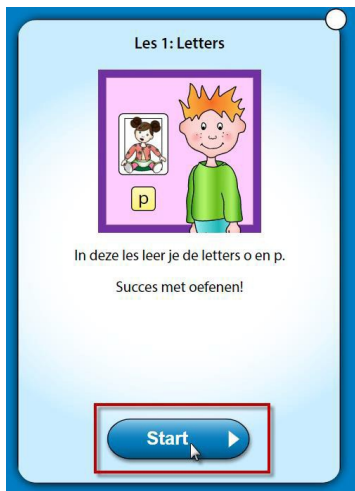 Les 1: Letters
p
In deze les leer je de letters o en p.
Succes met oefenen!
Start